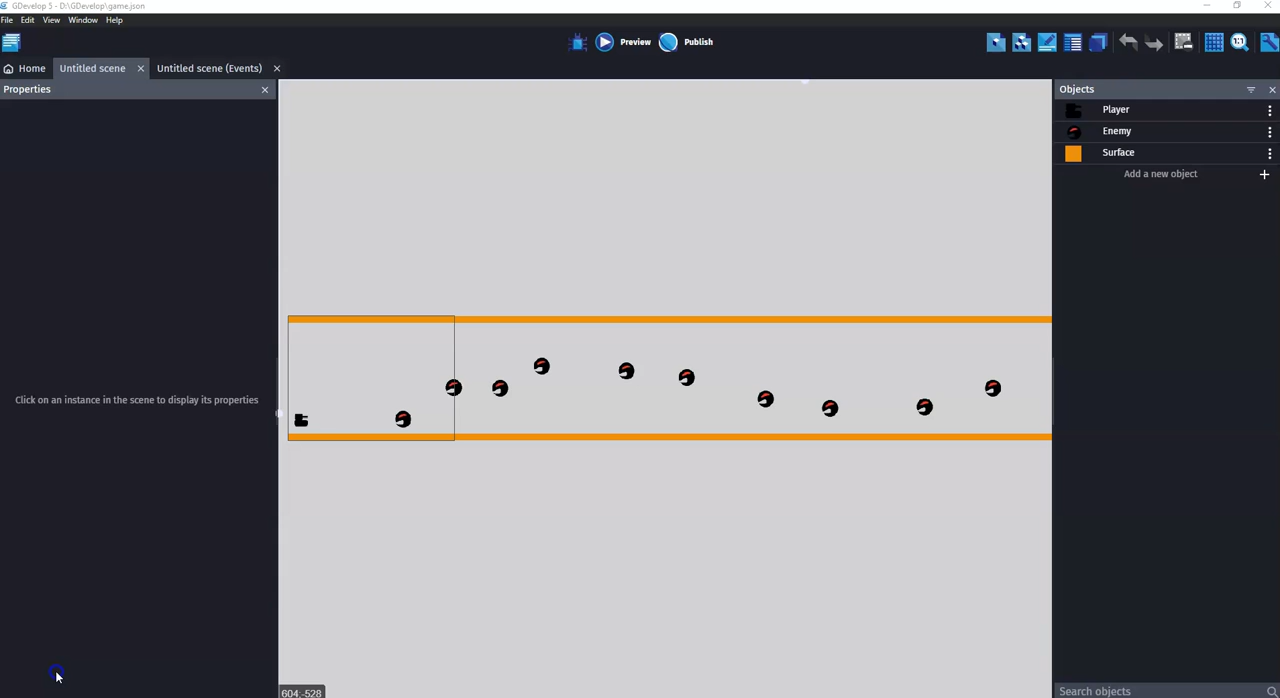 GDevelop 5 - D:\GDevelop\game.json
File Edit View Window Help
Preview Publish
1:1
Home Untitled scene Untitled scene (Events)
Properties
Objects
Player
Enemy
Surface
Add a new object
Click on an instance in the scene to display its properties
604;-528
Search objects